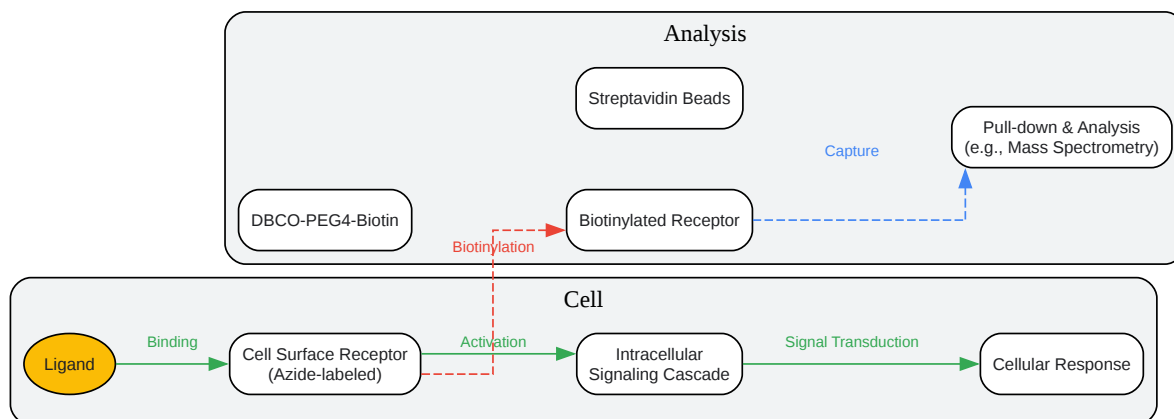 Analysis
Streptavidin Beads
Pull-down & Analysis
(e.g., Mass Spectrometry)
Capture
DBCO-PEG4-Biotin
Biotinylated Receptor
Biotinylation
Cell
Ligand
Binding
Cell Surface Receptor
(Azide-labeled)
Activation
Intracellular
Signaling Cascade
Signal Transduction
Cellular Response